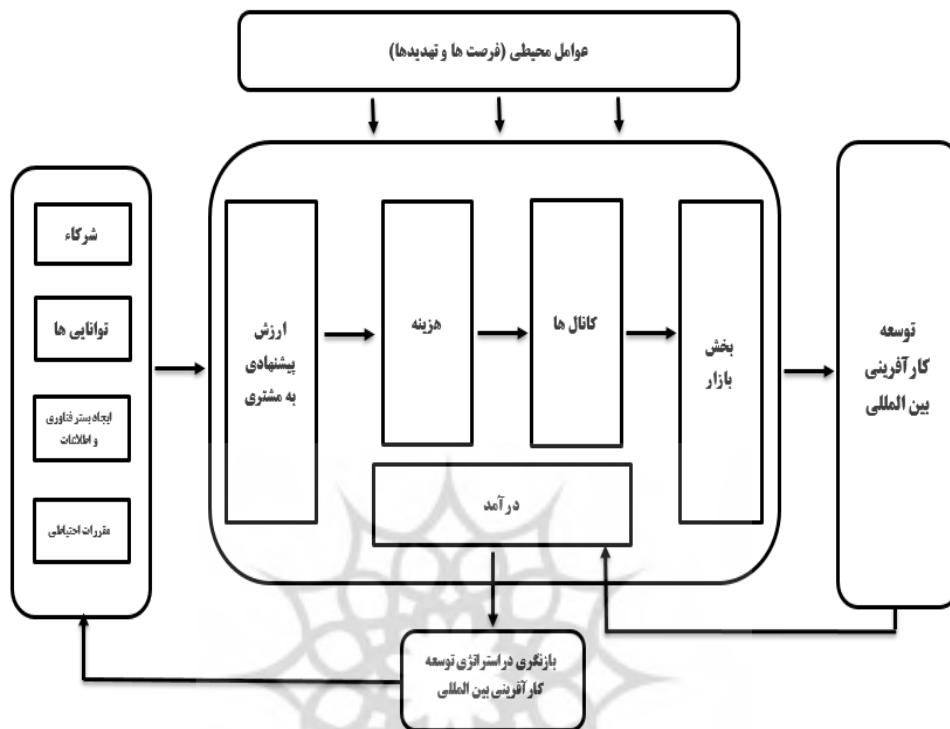 عوامل محیطی (فرصت ها و تهدیدها)
شرکاء
توانایی ها
ایجاد بستر فناوری
و اطلاعات
مقررات احتیاطی
ارزش
پیشنهادی
به مشتری
هزینه
کانال ها
بخش
بازار
درآمد
توسعه
کارآفرینی
بین المللی
بازنگری در استراتژی توسعه
کارآفرینی بین المللی